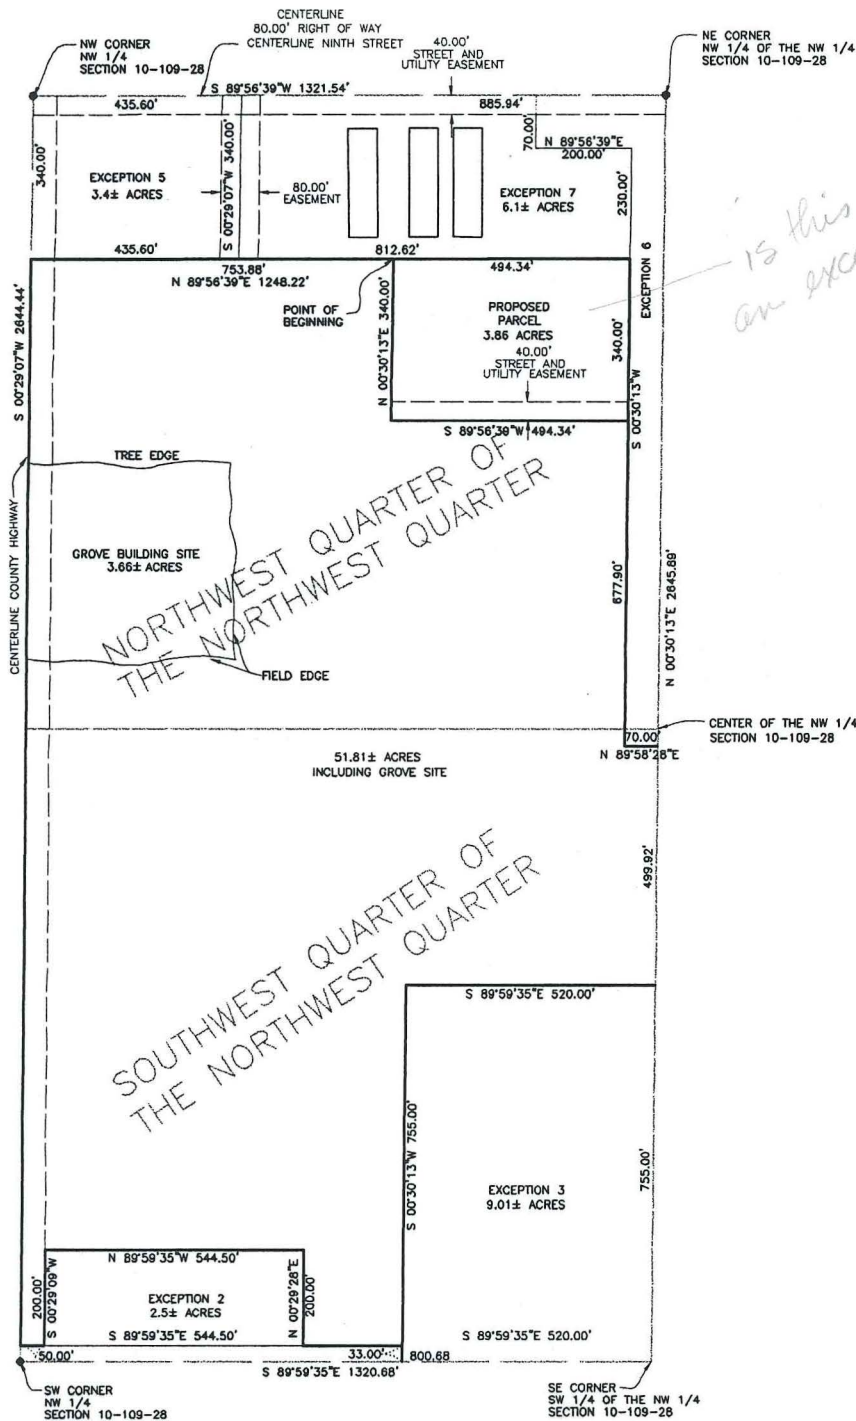 CENTERLINE
80.00' RIGHT OF WAY
CENTERLINE NINTH STREET
NW CORNER
NW 1/4
SECTION 10-109-28
40.00'
STREET AND
UTILITY EASEMENT
NE CORNER
NW 1/4 OF THE NW 1/4
SECTION 10-109-28
S 89°56'39"W 1321.54'
435.60'
885.94'
340.00'
EXCEPTION 5
3.4± ACRES
S 00°29'07"W 340.00'
80.00'
EASEMENT
70.00'
N 89°56'39"E
200.00'
EXCEPTION 7
6.1± ACRES
230.00'
435.60'
812.62'
753.88'
N 89°56'39"E 1248.22'
494.34'
EXCEPTION 6
is this
an
POINT OF
BEGINNING
N 00°30'13"E 340.00'
PROPOSED
PARCEL
3.86 ACRES
40.00'
STREET AND
UTILITY EASEMENT
340.00'
S 00°30'13"W
S 89°56'39"W 494.34'
S 00°29'07"W 2644.44'
CENTERLINE COUNTY HIGHWAY
TREE EDGE
GROVE BUILDING SITE
3.66± ACRES
FIELD EDGE
NORTHWEST QUARTER OF
THE NORTHWEST QUARTER
677.90'
N 00°30'13"E 2645.89'
CENTER OF THE NW 1/4
SECTION 10-109-28
70.00'
N 89°58'28"E
51.81± ACRES
INCLUDING GROVE SITE
499.92'
SOUTHWEST QUARTER OF
THE NORTHWEST QUARTER
S 89°59'35"E 520.00'
S 00°30'13"W 755.00'
EXCEPTION 3
9.01± ACRES
755.00'
N 89°59'35"W 544.50'
200.00'
S 00°29'09"W
EXCEPTION 2
2.5± ACRES
N 00°29'28"E
200.00'
S 89°59'35"E 544.50'
S 89°59'35"E 520.00'
50.00'
33.00'
800.68
S 89°59'35"E 1320.68'
SW CORNER
NW 1/4
SECTION 10-109-28
SE CORNER
SW 1/4 OF THE NW 1/4
SECTION 10-109-28